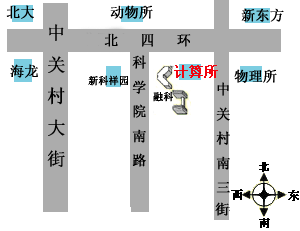 北大
动物所
新东方
北四环
海龙
新科祥园
计算所
物理所
融科
中关村大街
科学院南路
中关村南三街
北
西
东
南